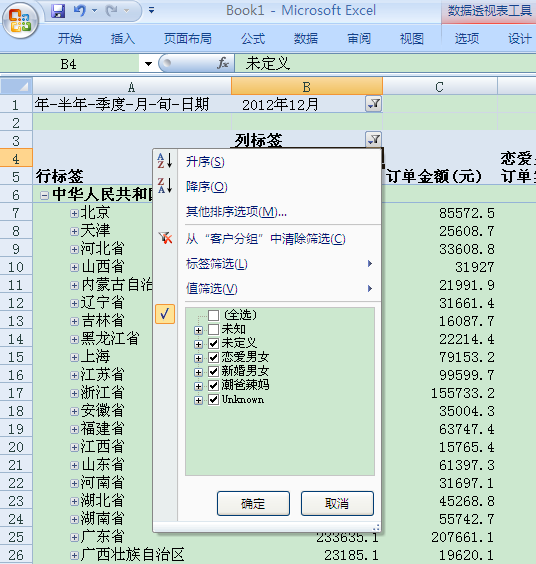 Book1 - Microsoft Excel 数据透视表工具
开始 插入 页面布局 公式 数据 审阅 视图 选项 设计
B4 fx 未定义
A B C
1 年-半年-季度-月-旬-日期 2012年12月
2
3 列标签
4 恋爱
5 行标签 订单金额(元) 订单
6 中华人民共和
7 北京 85572.5
8 天津 25608.7
9 河北省 33608.8
10 山西省 31927
11 内蒙古自治 21991.9
12 辽宁省 31661.4
13 吉林省 16087.7
14 黑龙江省 22214.4
15 上海 79153.2
16 江苏省 99599.7
17 浙江省 155733.2
18 安徽省 35004.3
19 福建省 63747.4
20 江西省 15765.4
21 山东省 61397.3
22 河南省 31697.1
23 湖北省 45268.8
24 湖南省 55742.7
25 广东省 233635.1 207661.1
26 广西壮族自治区 23185.1 19620.1
升序(S)
降序(O)
其他排序选项(M)...
从“客户分组”中清除筛选(C)
标签筛选(L)
值筛选(V)
(全选)
未知
未定义
恋爱男女
新婚男女
潮爸辣妈
Unknown
确定 取消